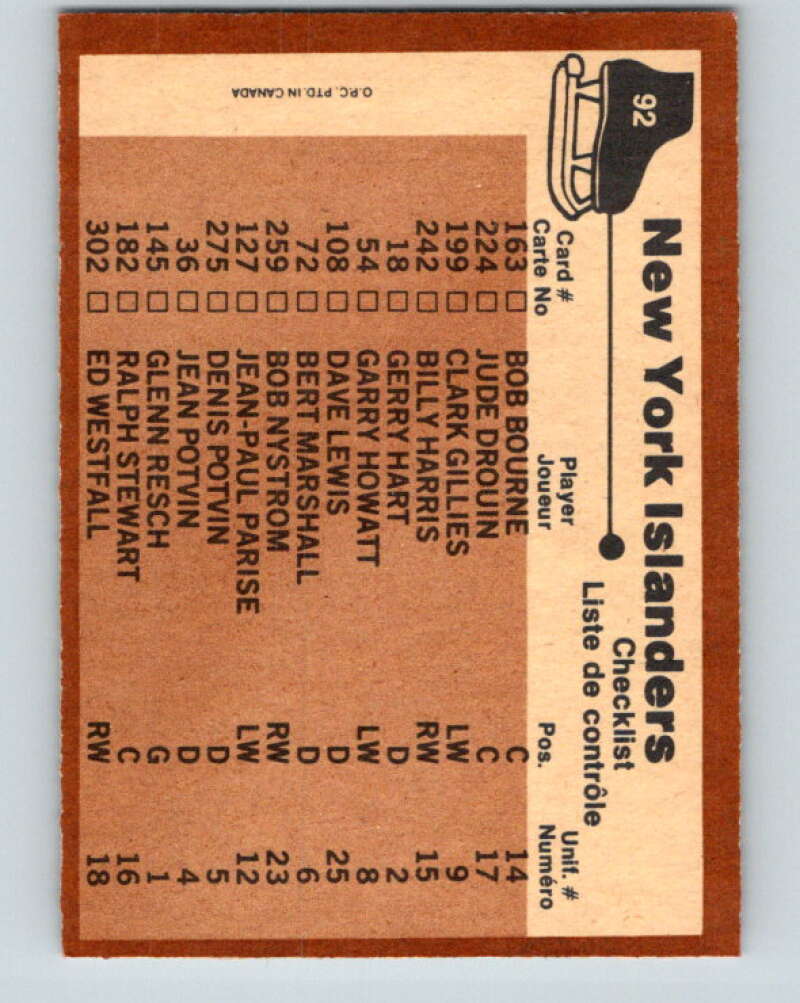 92
New York Islanders
Checklist
Liste de contrôle
Card # Player Unif. #
Carte No Joueur Pos. Numéro
163 □ BOB BOURNE C 14
224 □ JUDE DROUIN C 17
199 □ CLARK GILLIES LW 9
242 □ BILLY HARRIS RW 15
18 □ GERRY HART D 2
54 □ GARRY HOWATT LW 8
108 □ DAVE LEWIS D 25
72 □ BERT MARSHALL D 6
259 □ BOB NYSTROM RW 23
127 □ JEAN-PAUL PARISE LW 12
275 □ DENIS POTVIN D 5
36 □ JEAN POTVIN D 4
145 □ GLENN RESCH G 1
182 □ RALPH STEWART C 16
302 □ ED WESTFALL RW 18
O.P.C. PTD. IN CANADA